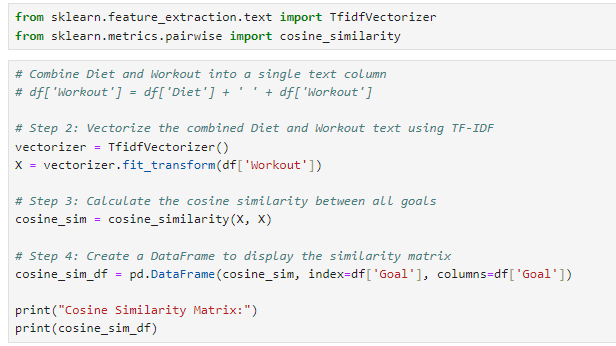 from sklearn.feature_extraction.text import TfidfVectorizer
from sklearn.metrics.pairwise import cosine_similarity
# Combine Diet and Workout into a single text column
# df['Workout'] = df['Diet'] + ' ' + df['Workout']
# Step 2: Vectorize the combined Diet and Workout text using TF-IDF
vectorizer = TfidfVectorizer()
X = vectorizer.fit_transform(df['Workout'])
# Step 3: Calculate the cosine similarity between all goals
cosine_sim = cosine_similarity(X, X)
# Step 4: Create a DataFrame to display the similarity matrix
cosine_sim_df = pd.DataFrame(cosine_sim, index=df['Goal'], columns=df['Goal'])
print("Cosine Similarity Matrix:")
print(cosine_sim_df)